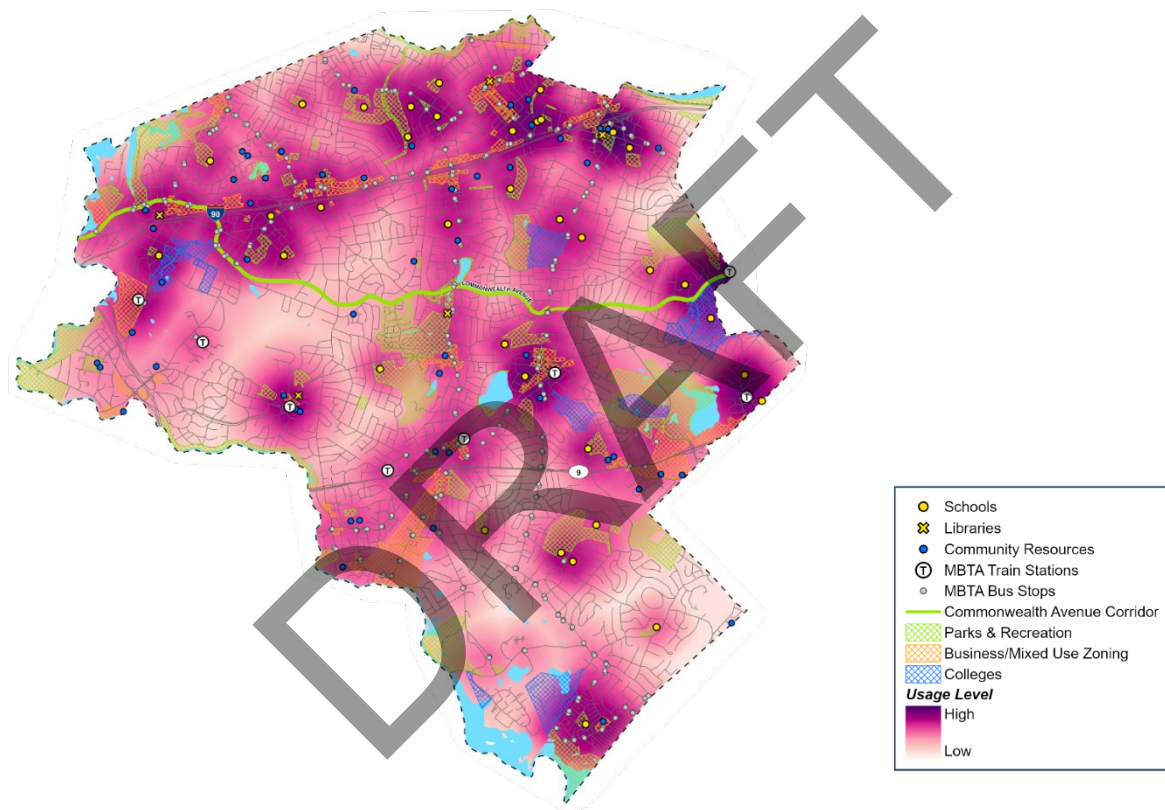 90
COMMONWEALTH AVENUE
T
T
T
T
T
T
T
T
9
DRAFT
Schools
Libraries
Community Resources
T MBTA Train Stations
MBTA Bus Stops
Commonwealth Avenue Corridor
Parks & Recreation
Business/Mixed Use Zoning
Colleges
Usage Level
High
Low